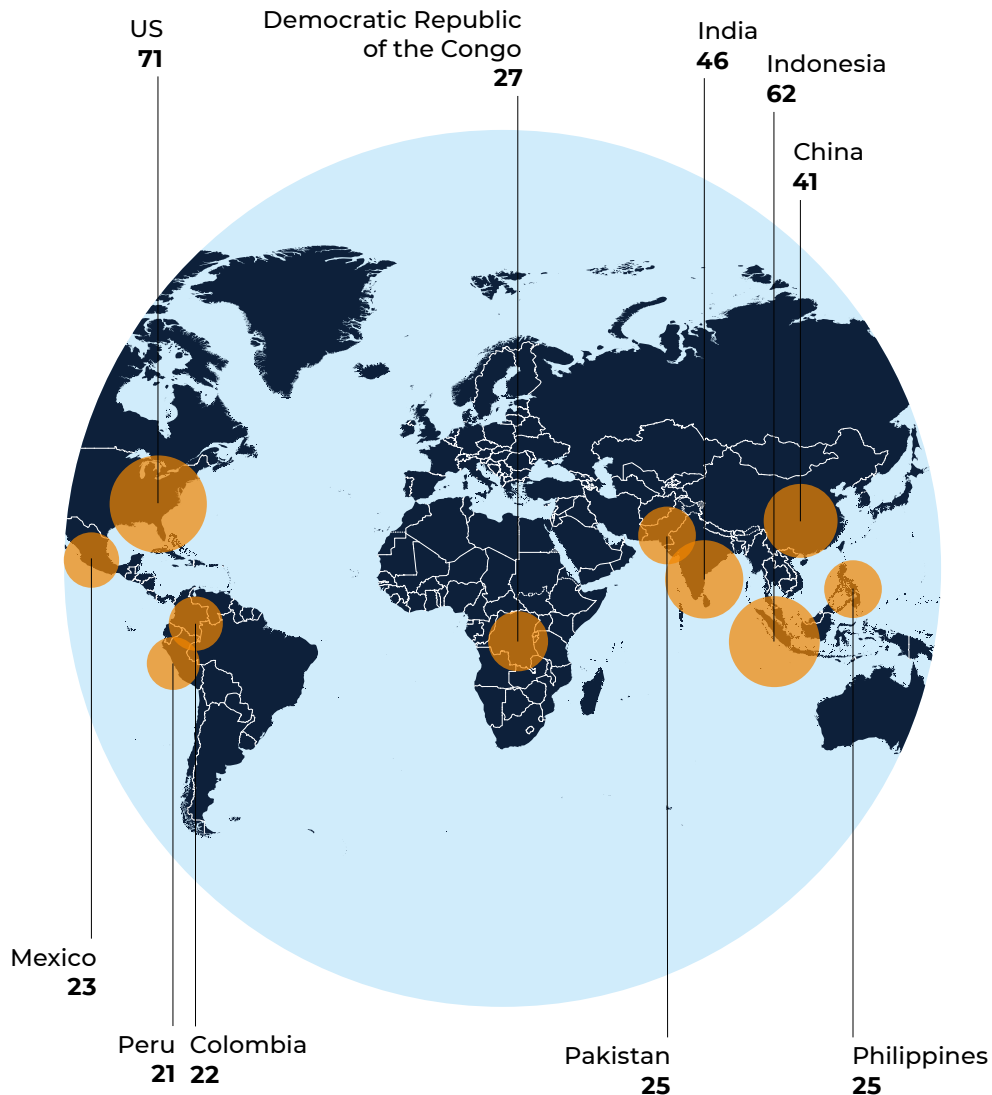 US
71
Democratic Republic
of the Congo
27
India
46
Indonesia
62
China
41
Mexico
23
Peru
21
Colombia
22
Pakistan
25
Philippines
25